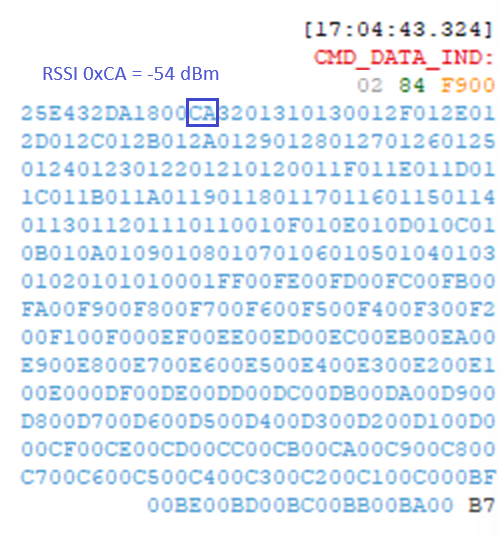 [17:04:43.324]
CMD_DATA_IND:
RSSI 0xCA = -54 dBm
02 84 F900
25E432DA1800CA3201310130012F012E01
2D012C012B012A01290128012701260125
01240123012201210120011F011E011D01
1C011B011A011901180117011601150114
0113011201110110010F010E010D010C01
0B010A0109010801070106010501040103
01020101010001FF00FE00FD00FC00FB00
FA00F900F800F700F600F500F400F300F2
00F100F000EF00EE00ED00EC00EB00EA00
E900E800E700E600E500E400E300E200E1
00E000DF00DE00DD00DC00DB00DA00D900
D800D700D600D500D400D300D200D100D0
00CF00CE00CD00CC00CB00CA00C900C800
C700C600C500C400C300C200C100C000BF
00BE00BD00BC00BB00BA00 B7